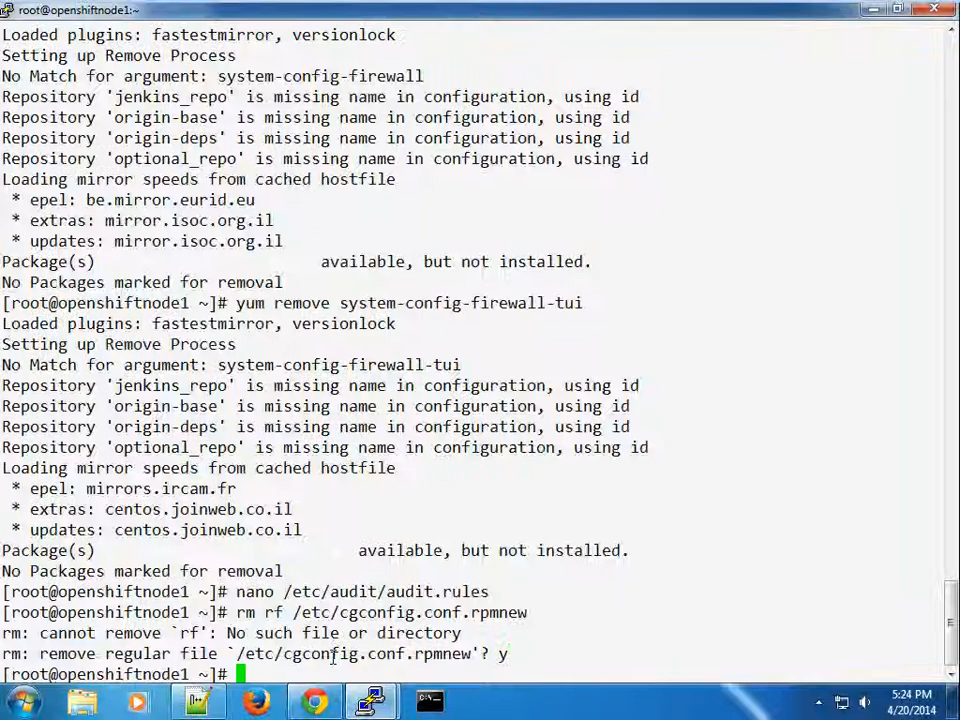 root@openshiftnode1:~
Loaded plugins: fastestmirror, versionlock
Setting up Remove Process
No Match for argument: system-config-firewall
Repository 'jenkins_repo' is missing name in configuration, using id
Repository 'origin-base' is missing name in configuration, using id
Repository 'origin-deps' is missing name in configuration, using id
Repository 'optional_repo' is missing name in configuration, using id
Loading mirror speeds from cached hostfile
 * epel: be.mirror.eurid.eu
 * extras: mirror.isoc.org.il
 * updates: mirror.isoc.org.il
Package(s)                        available, but not installed.
No Packages marked for removal
[root@openshiftnode1 ~]# yum remove system-config-firewall-tui
Loaded plugins: fastestmirror, versionlock
Setting up Remove Process
No Match for argument: system-config-firewall-tui
Repository 'jenkins_repo' is missing name in configuration, using id
Repository 'origin-base' is missing name in configuration, using id
Repository 'origin-deps' is missing name in configuration, using id
Repository 'optional_repo' is missing name in configuration, using id
Loading mirror speeds from cached hostfile
 * epel: mirrors.ircam.fr
 * extras: centos.joinweb.co.il
 * updates: centos.joinweb.co.il
Package(s)                            available, but not installed.
No Packages marked for removal
[root@openshiftnode1 ~]# nano /etc/audit/audit.rules
[root@openshiftnode1 ~]# rm rf /etc/cgconfig.conf.rpmnew
rm: cannot remove `rf': No such file or directory
rm: remove regular file `/etc/cgconfig.conf.rpmnew'? y
[root@openshiftnode1 ~]#
5:24 PM
4/20/2014